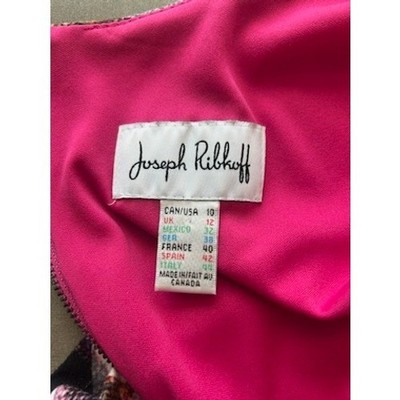 Joseph Ribkoff
CAN/USA 10
UK 12
MEXICO 32
GER 38
FRANCE 40
SPAIN 42
ITALY 44
MADE IN/FAIT AU
CANADA